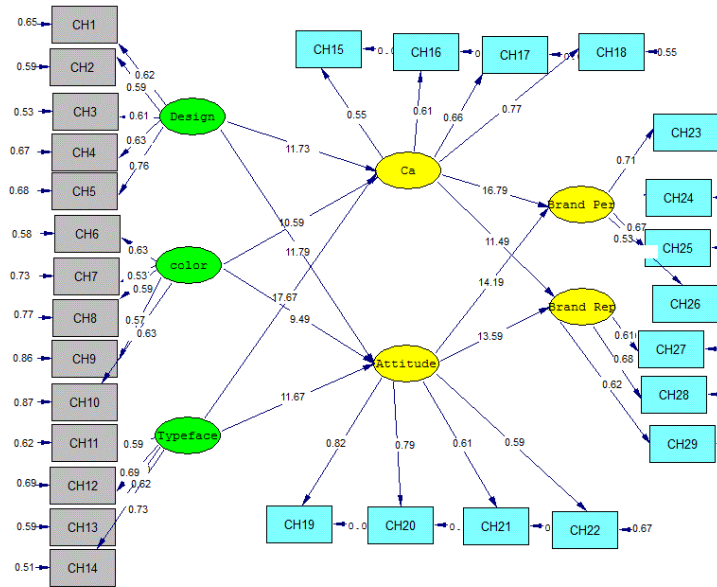 0.65 CH1
0.59 CH2
0.53 CH3
0.67 CH4
0.68 CH5
0.58 CH6
0.73 CH7
0.77 CH8
0.86 CH9
0.87 CH10
0.62 CH11
0.69 CH12
0.59 CH13
0.51 CH14
0.62
0.59
0.61
0.63
0.76
Design
0.63
0.53
0.59
0.57
0.63
color
0.59
0.69
0.62
0.73
Typeface
11.73
10.59
11.79
17.67
9.49
11.67
CH15 CH16 CH17 CH18 0.55
0.55 0.61 0.66 0.77
Ca
16.79
11.49
14.19
13.59
Attitude
0.82 0.79 0.61 0.59
CH19 CH20 CH21 CH22 0.67
Brand Per
0.71
0.67
0.53
CH23
CH24
CH25
CH26
Brand Rep
0.61
0.68
0.62
CH27
CH28
CH29